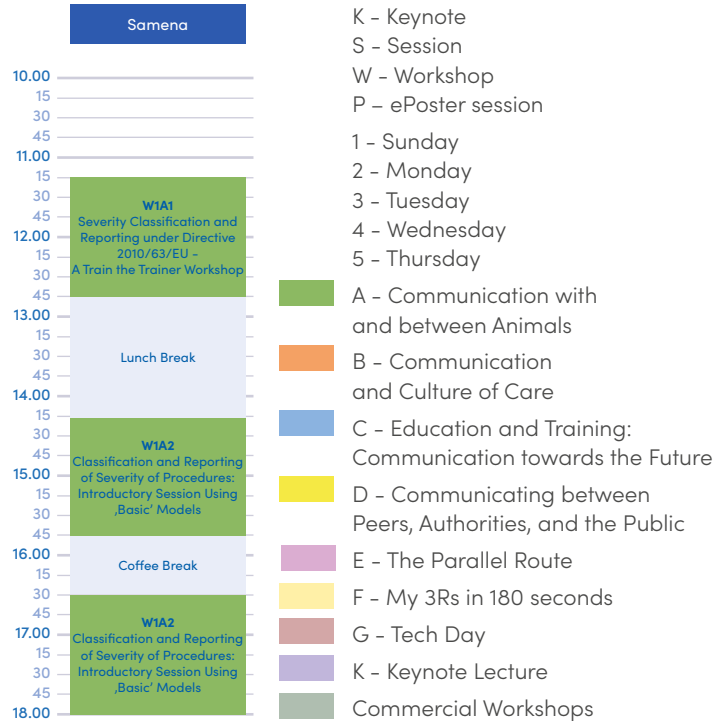 Samena
10.00
15
30
45
11.00
15
30
45
12.00
15
30
45
13.00
15
30
45
14.00
15
30
45
15.00
15
30
45
16.00
15
30
45
17.00
15
30
45
18.00
W1A1
Severity Classification and
Reporting under Directive
2010/63/EU –
A Train the Trainer Workshop
Lunch Break
W1A2
Classification and Reporting
of Severity of Procedures:
Introductory Session Using
‚Basic' Models
Coffee Break
W1A2
Classification and Reporting
of Severity of Procedures:
Introductory Session Using
‚Basic' Models
K - Keynote
S - Session
W - Workshop
P – ePoster session
1 - Sunday
2 - Monday
3 - Tuesday
4 - Wednesday
5 - Thursday
A - Communication with
and between Animals
B - Communication
and Culture of Care
C - Education and Training:
Communication towards the Future
D - Communicating between
Peers, Authorities, and the Public
E - The Parallel Route
F - My 3Rs in 180 seconds
G - Tech Day
K - Keynote Lecture
Commercial Workshops